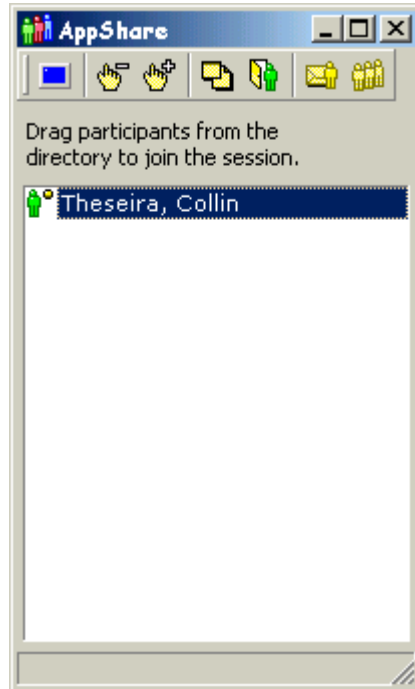 AppShare
Drag participants from the
directory to join the session.
Theseira, Collin